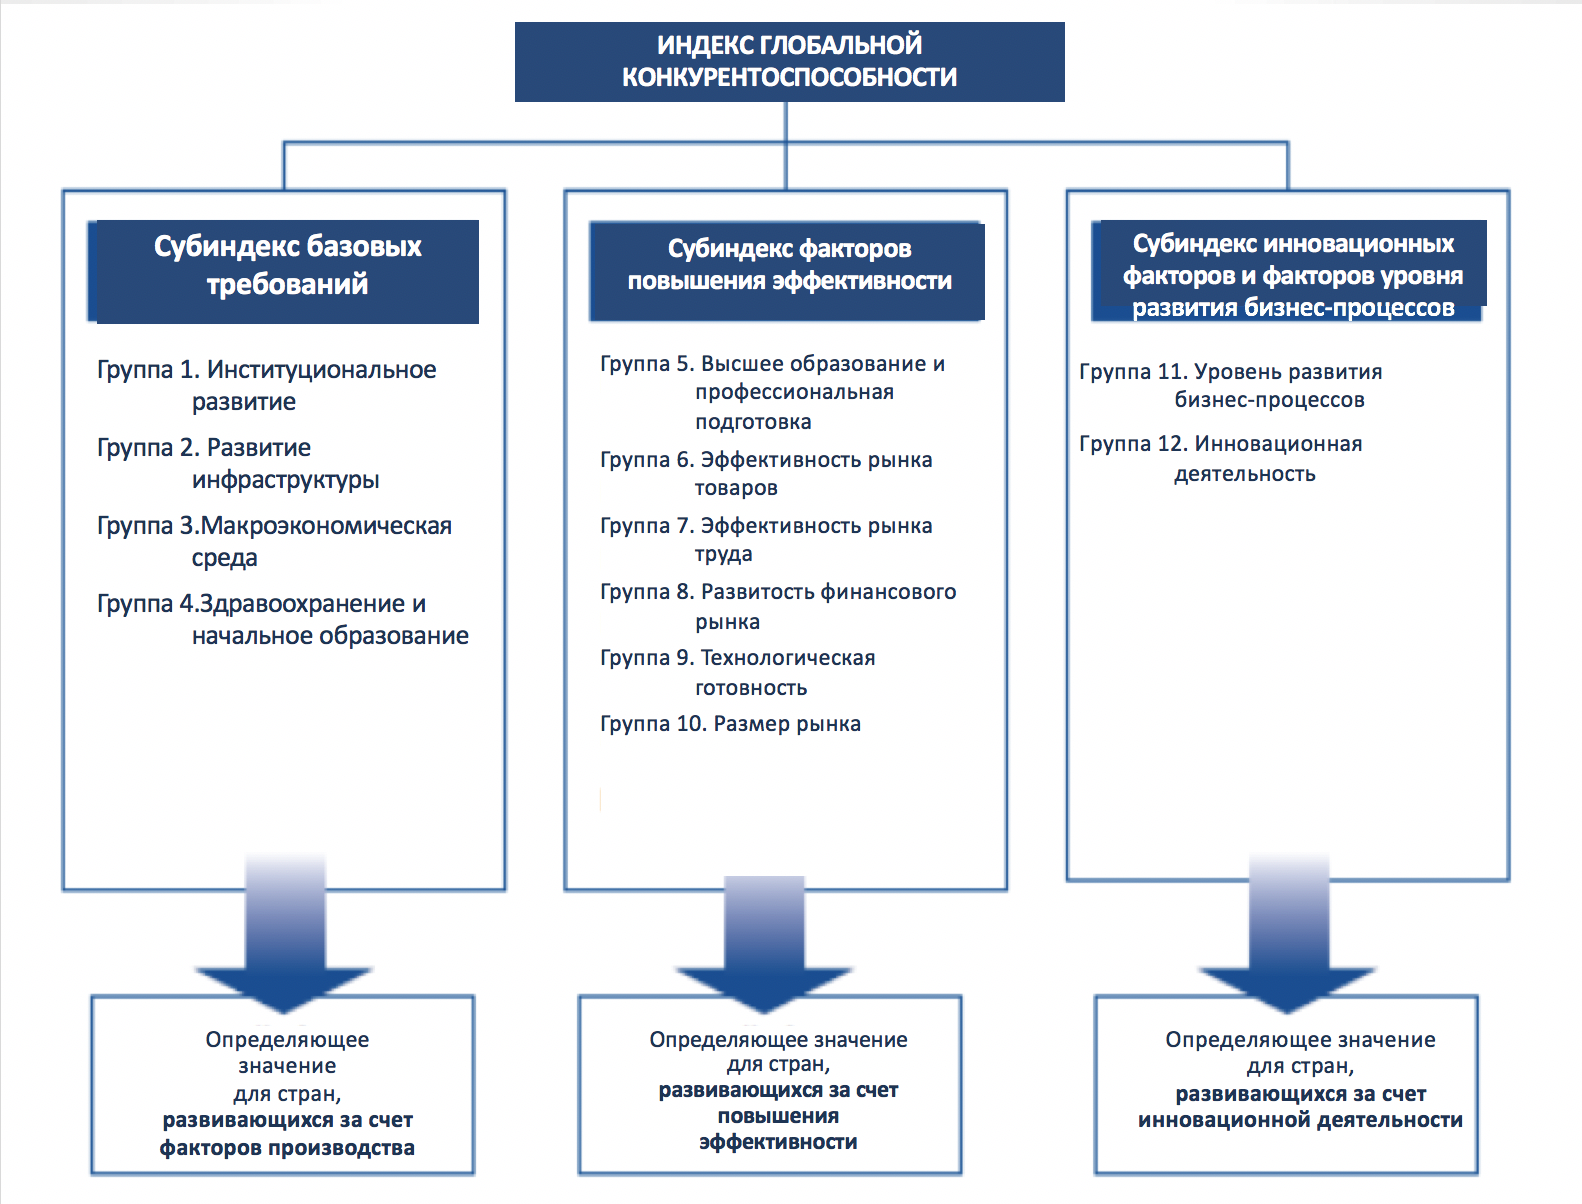 ИНДЕКС ГЛОБАЛЬНОЙ
КОНКУРЕНТОСПОСОБНОСТИ
Субиндекс базовых
требований
Группа 1. Институциональное
развитие
Группа 2. Развитие
инфраструктуры
Группа 3.Макроэкономическая
среда
Группа 4.Здравоохранение и
начальное образование
Определяющее
значение
для стран,
развивающихся за счет
факторов производства
Субиндекс факторов
повышения эффективности
Группа 5. Высшее образование и
профессиональная
подготовка
Группа 6. Эффективность рынка
товаров
Группа 7. Эффективность рынка
труда
Группа 8. Развитость финансового
рынка
Группа 9. Технологическая
готовность
Группа 10. Размер рынка
Определяющее значение
для стран,
развивающихся за счет
повышения
эффективности
Субиндекс инновационных
факторов и факторов уровня
развития бизнес-процессов
Группа 11. Уровень развития
бизнес-процессов
Группа 12. Инновационная
деятельность
Определяющее значение
для стран,
развивающихся за счет
инновационной деятельности